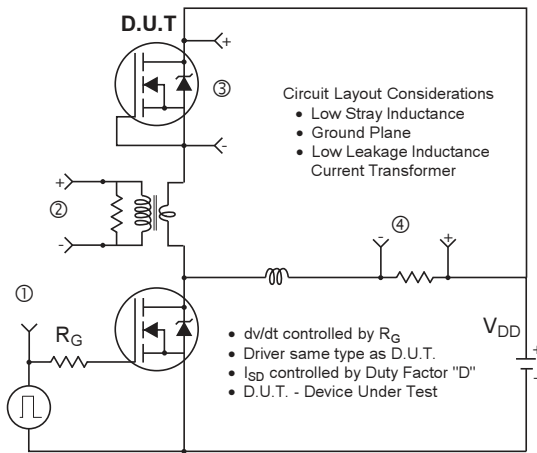 D.U.T
+
③
-
Circuit Layout Considerations
• Low Stray Inductance
• Ground Plane
• Low Leakage Inductance
Current Transformer
+
②
-
-
④
+
①
RG
VDD
+
-
• dv/dt controlled by RG
• Driver same type as D.U.T.
• ISD controlled by Duty Factor "D"
• D.U.T. - Device Under Test